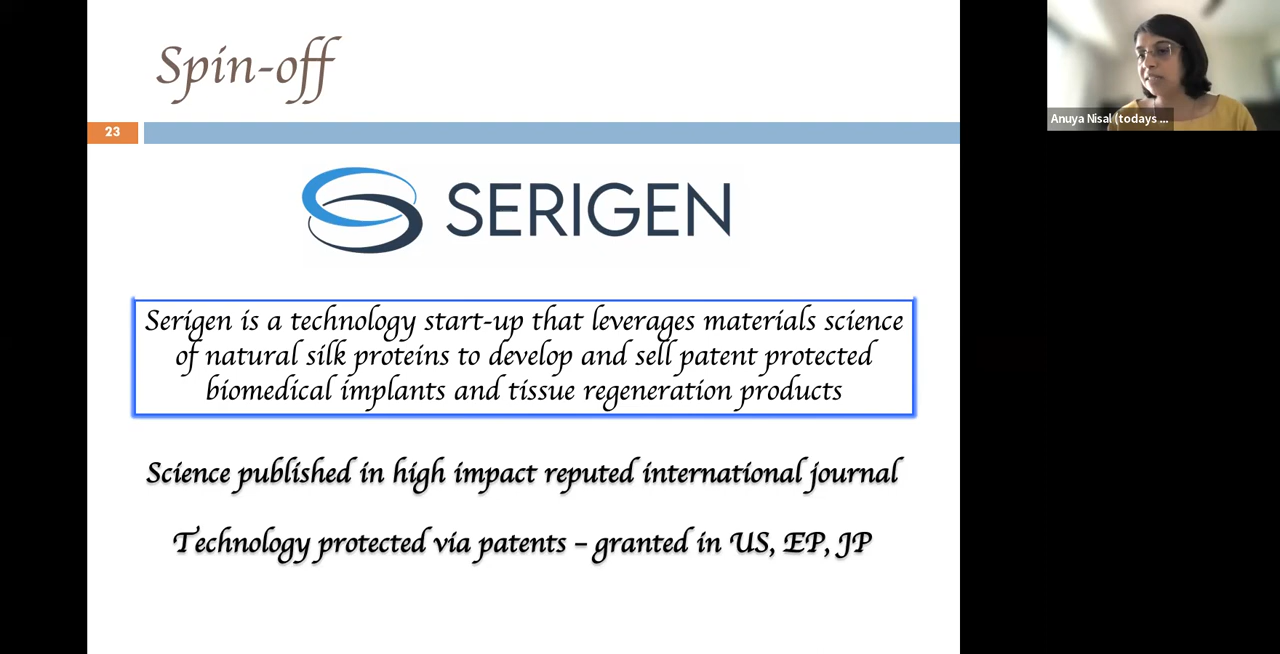 Spin-off
23
SERIGEN
Serigen is a technology start-up that leverages materials science
of natural silk proteins to develop and sell patent protected
biomedical implants and tissue regeneration products
Science published in high impact reputed international journal
Technology protected via patents – granted in US, EP, JP
Anuya Nisal (todays ...